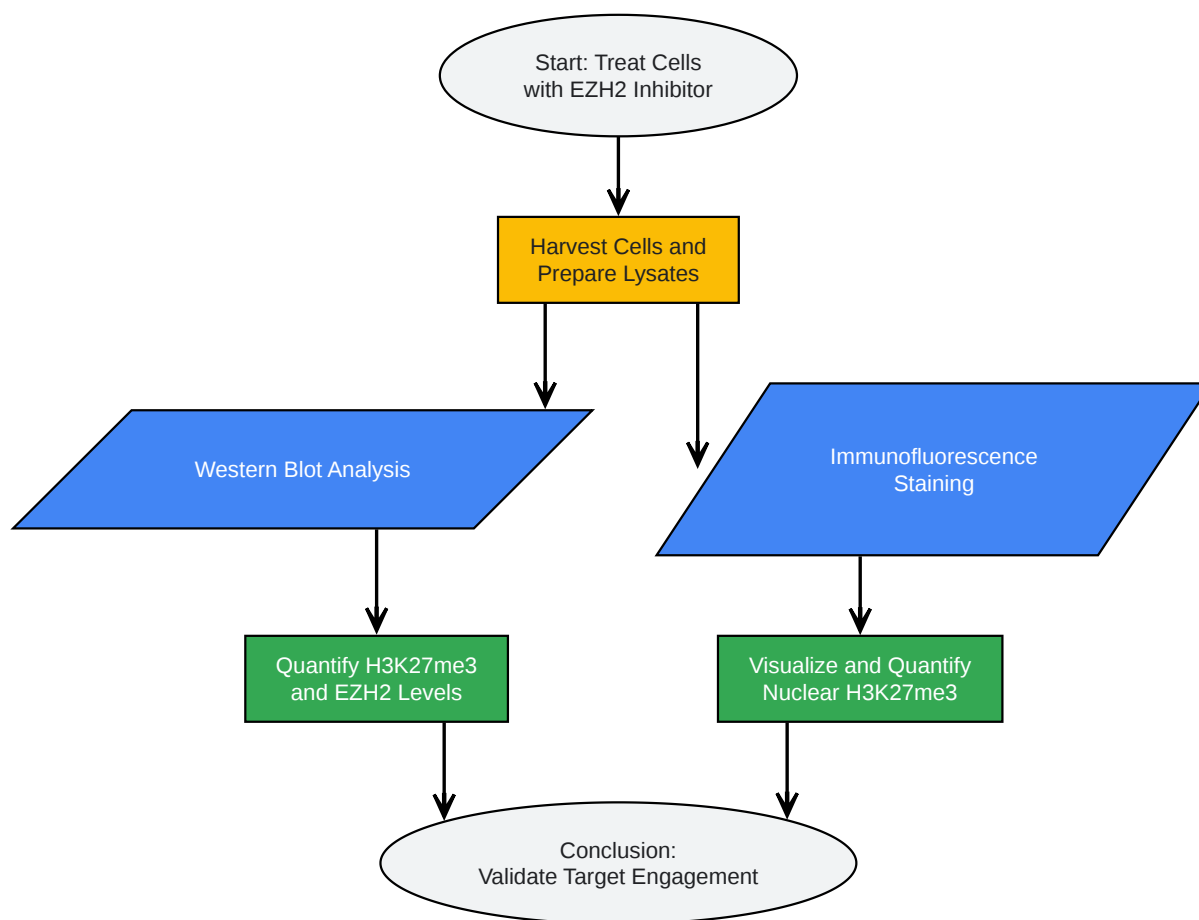 Start: Treat Cells
with EZH2 Inhibitor
Harvest Cells and
Prepare Lysates
Western Blot Analysis
Immunofluorescence
Staining
Quantify H3K27me3
and EZH2 Levels
Visualize and Quantify
Nuclear H3K27me3
Conclusion:
Validate Target Engagement